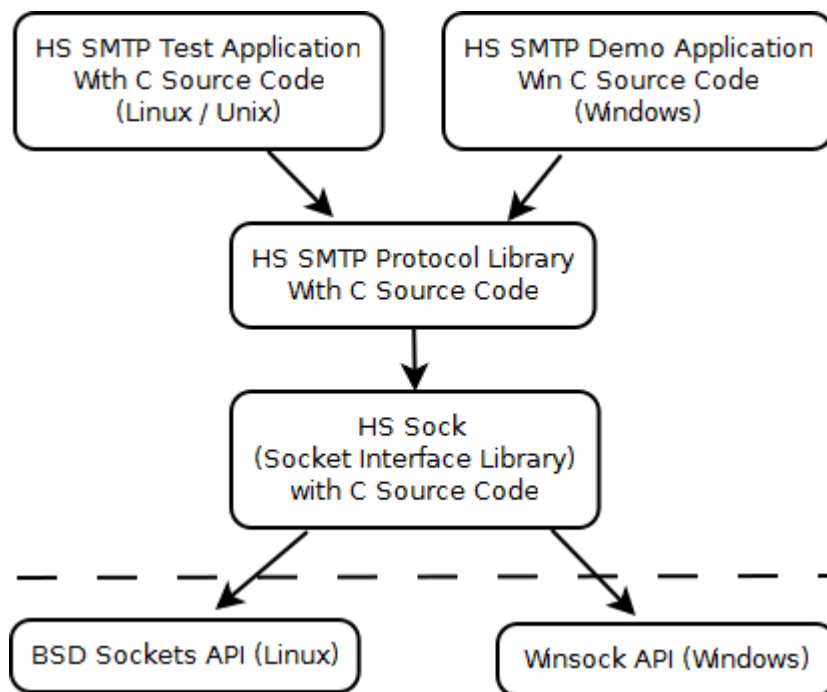 HS SMTP Test Application
With C Source Code
(Linux / Unix)
HS SMTP Demo Application
Win C Source Code
(Windows)
HS SMTP Protocol Library
With C Source Code
HS Sock
(Socket Interface Library)
with C Source Code
BSD Sockets API (Linux)
Winsock API (Windows)